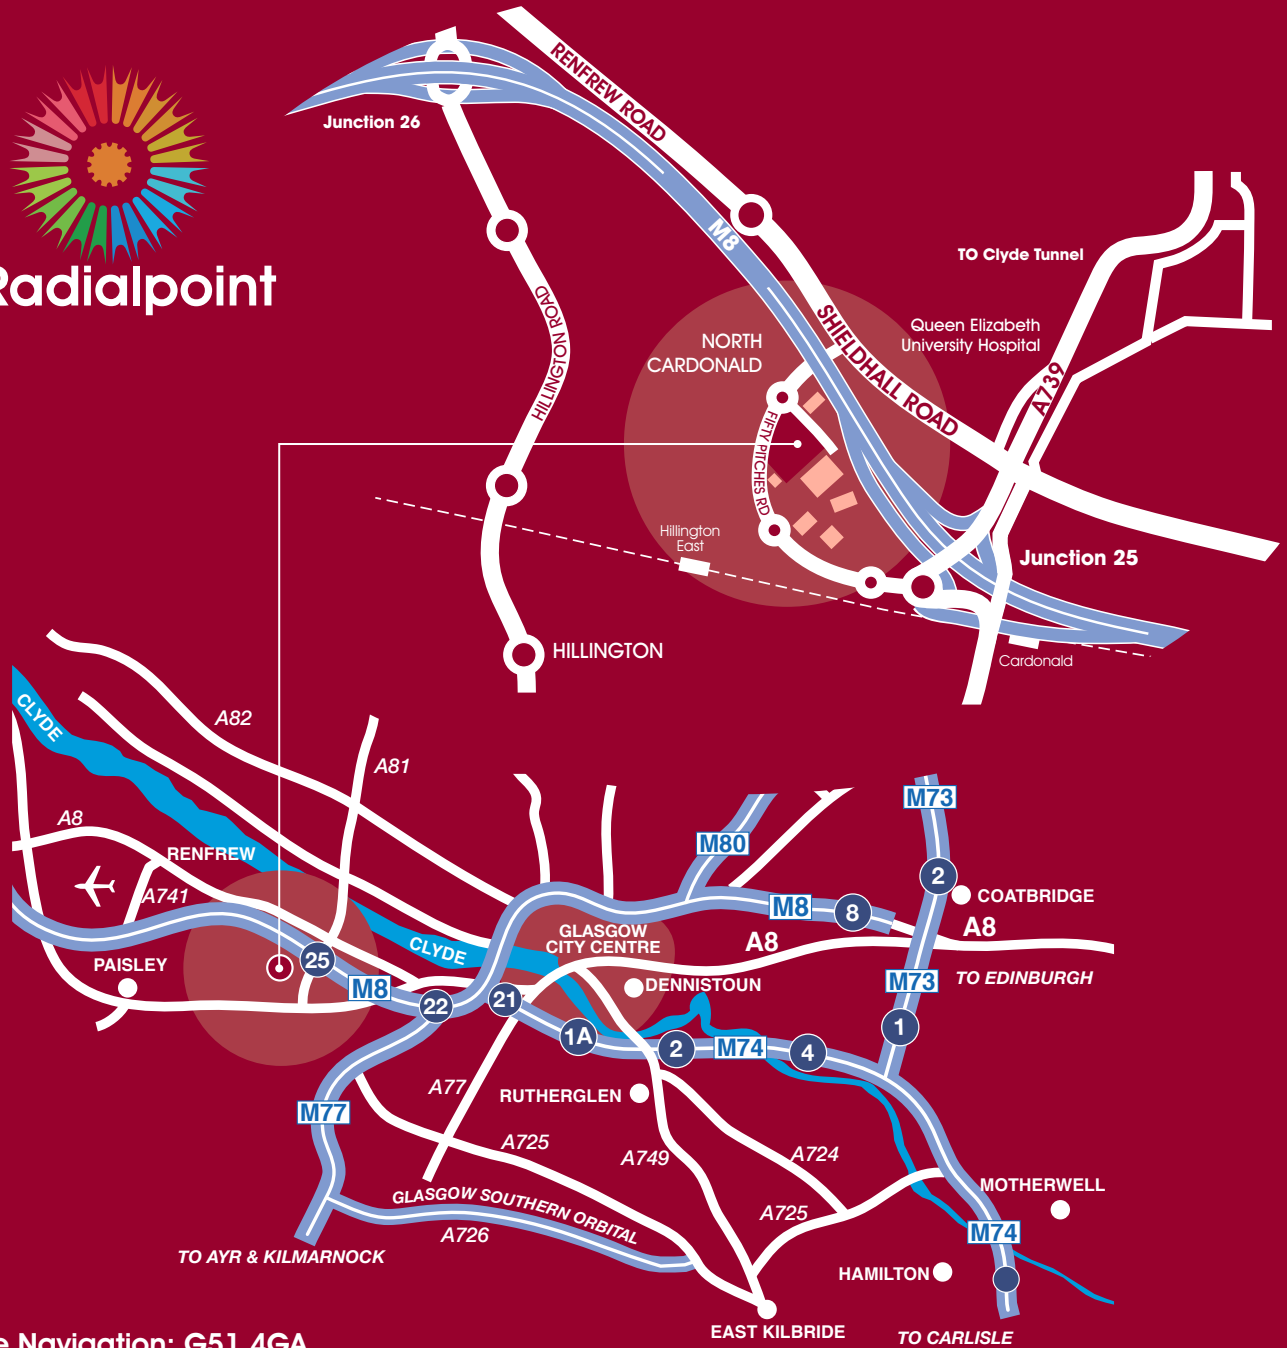 RENFREW ROAD
Junction 26
M8
TO Clyde Tunnel
Radialpoint
HILLINGTON ROAD
NORTH
CARDONALD
SHIELDHALL ROAD
Queen Elizabeth
University Hospital
A739
FIFTY PITCHES RD
Hillington
East
Junction 25
HILLINGTON
Cardonald
CLYDE
A82
A81
A8
RENFREW
A741
M80
M73
2
COATBRIDGE
M8
8
GLASGOW
CITY CENTRE
A8
A8
CLYDE
25
PAISLEY
M8
22
21
DENNISTOUN
M73
TO EDINBURGH
1
1A
2
M74
4
A77
RUTHERGLEN
M77
A725
A749
A724
GLASGOW SOUTHERN ORBITAL
A726
A725
MOTHERWELL
M74
TO AYR & KILMARNOCK
HAMILTON
EAST KILBRIDE
TO CARLISLE
Navigation: G51 4GA